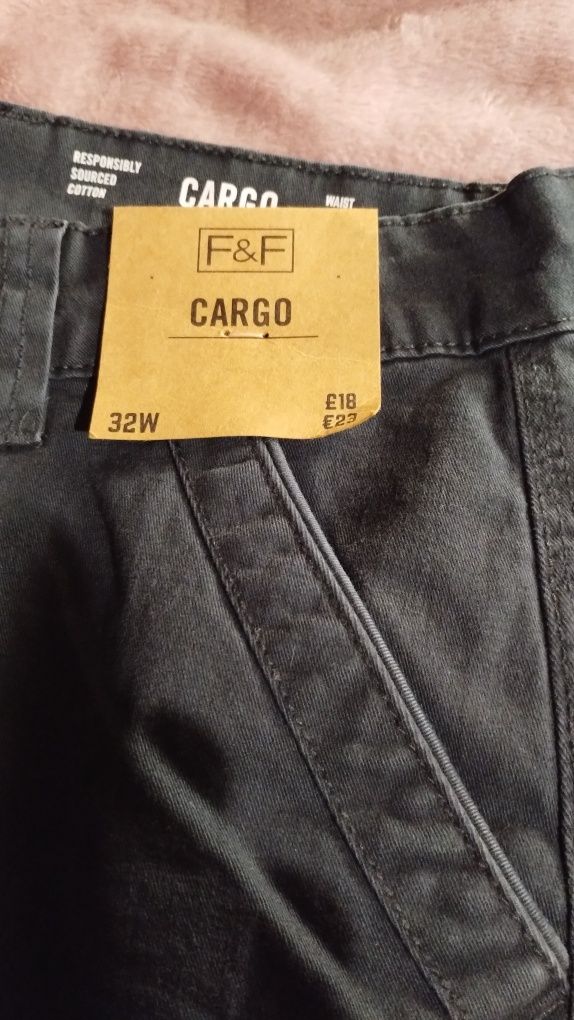 RESPONSIBLY
SOURCED
COTTON
CARGO
WAIST
F&F
CARGO
32W
£18
€23